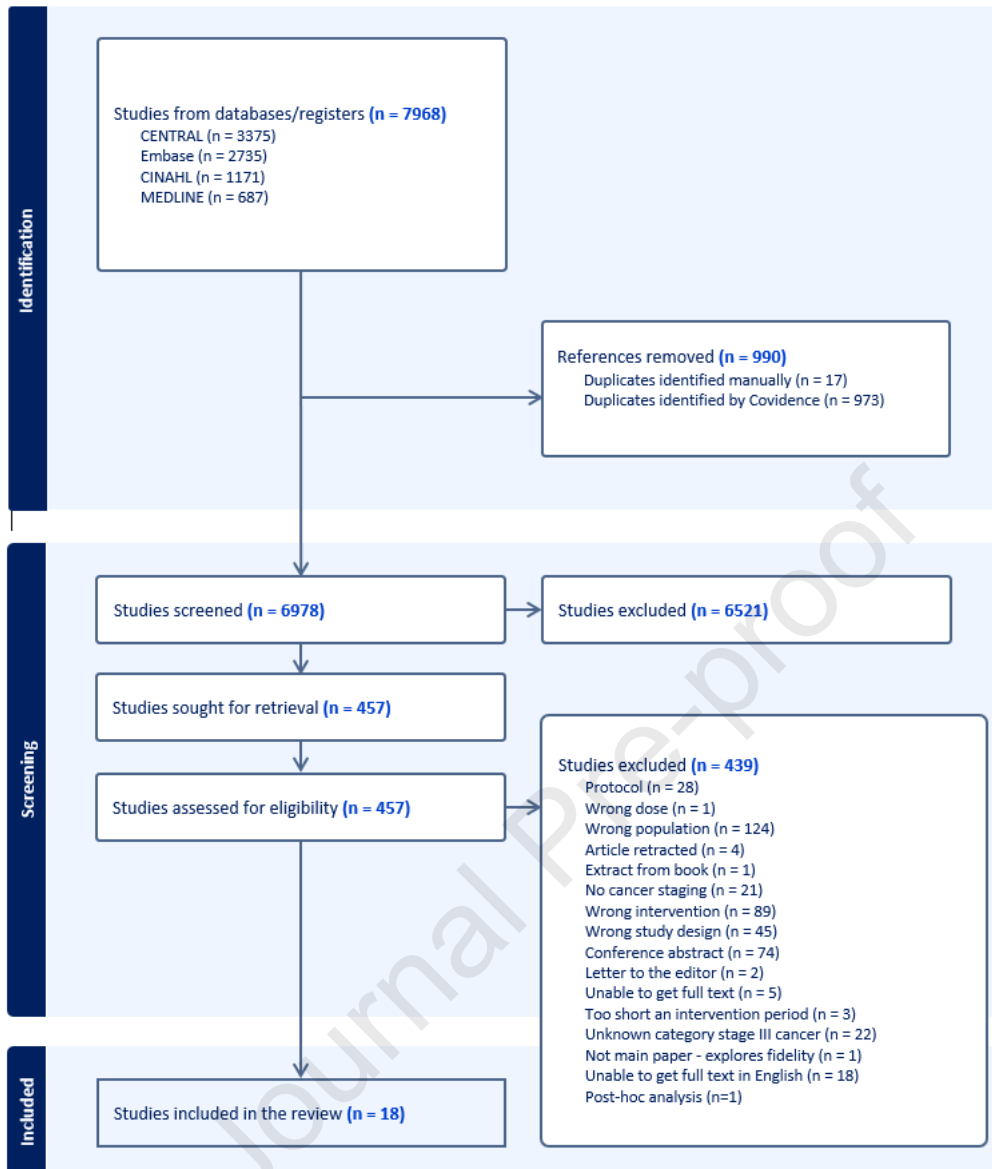 Identification
Studies from databases/registers (n = 7968)
CENTRAL (n = 3375)
Embase (n = 2735)
CINAHL (n = 1171)
MEDLINE (n = 687)
References removed (n = 990)
Duplicates identified manually (n = 17)
Duplicates identified by Covidence (n = 973)
Screening
Studies screened (n = 6978)
Studies excluded (n = 6521)
Studies sought for retrieval (n = 457)
Studies assessed for eligibility (n = 457)
Studies excluded (n = 439)
Protocol (n = 28)
Wrong dose (n = 1)
Wrong population (n = 124)
Article retracted (n = 4)
Extract from book (n = 1)
No cancer staging (n = 21)
Wrong intervention (n = 89)
Wrong study design (n = 45)
Conference abstract (n = 74)
Letter to the editor (n = 2)
Unable to get full text (n = 5)
Too short an intervention period (n = 3)
Unknown category stage III cancer (n = 22)
Not main paper - explores fidelity (n = 1)
Unable to get full text in English (n = 18)
Post-hoc analysis (n=1)
Included
Studies included in the review (n = 18)
Journal Pre-proof